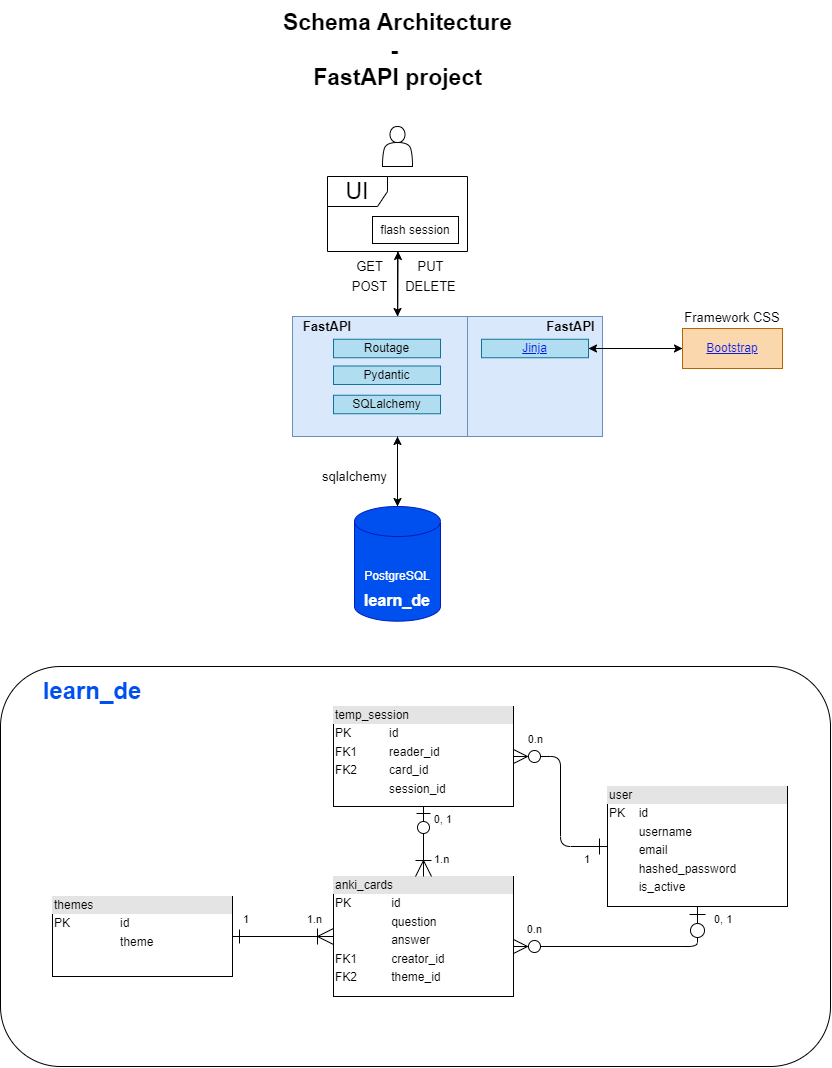 Schema Architecture
-
FastAPI project
UI
flash session
GET PUT
POST DELETE
FastAPI
Routage
Pydantic
SQLalchemy
FastAPI
Jinja
Framework CSS
Bootstrap
sqlalchemy
PostgreSQL
learn_de
learn_de
temp_session
PK id
FK1 reader_id
FK2 card_id
session_id
0.n
user
PK id
username
email
hashed_password
is_active
1
0, 1
0, 1
1.n
anki_cards
PK id
question
answer
FK1 creator_id
FK2 theme_id
0.n
themes
PK id
theme
1
1.n